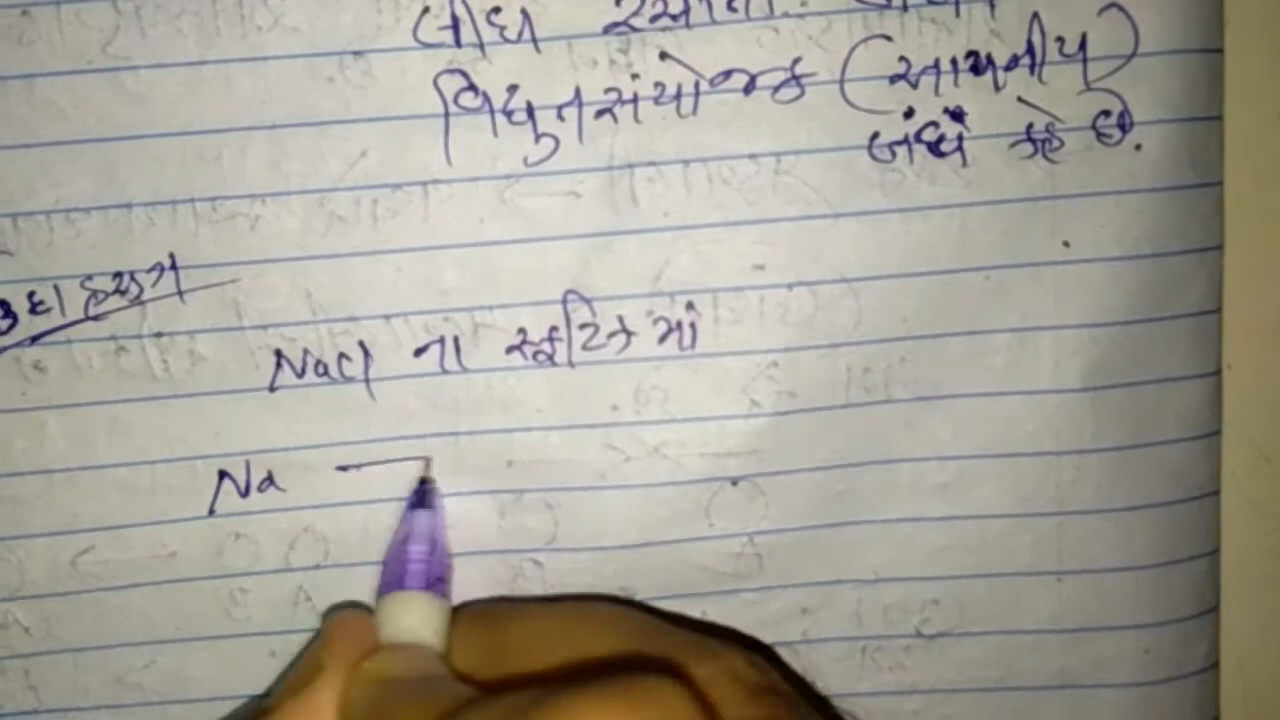 વિદ્યુતસંયોજક (આયનીય)
બંધ કહે છે.
ઉદાહરણ
NaCl ના સ્ફટિક માં
Na